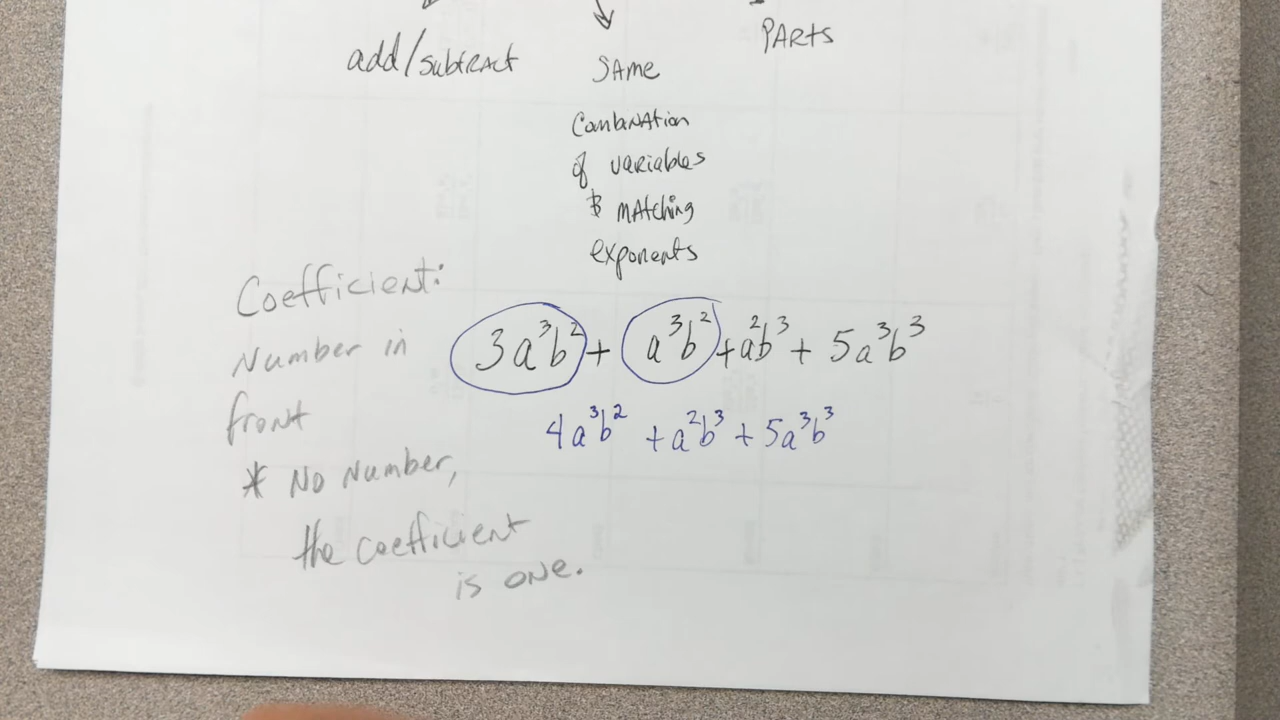 add/subtract
SAMe
PARts
CombinAtion
of variables
& mAtching
exponents
Coefficient:
Number in
front
* No Number,
the coefficient
is one.
3a³b² + a³b² + a²b³ + 5a³b³
4a³b² + a²b³ + 5a³b³